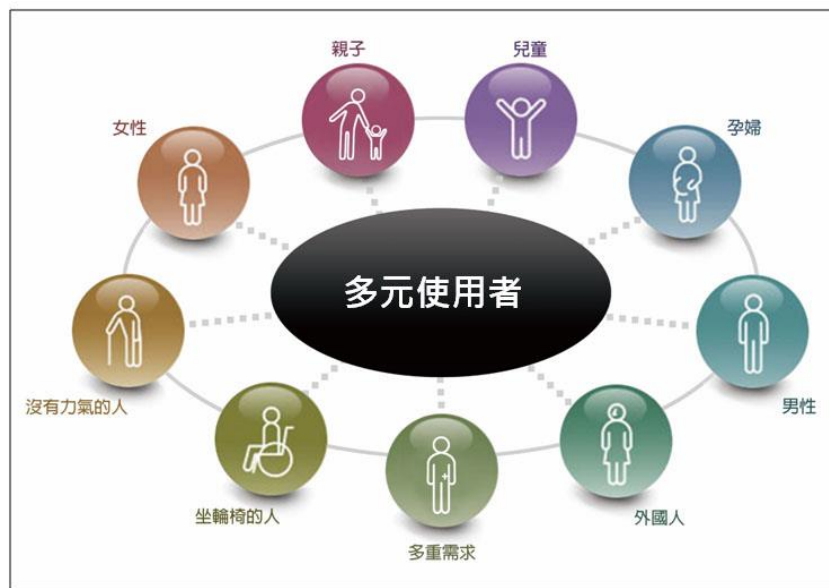 親子
兒童
女性
孕婦
多元使用者
沒有力氣的人
男性
坐輪椅的人
外國人
多重需求